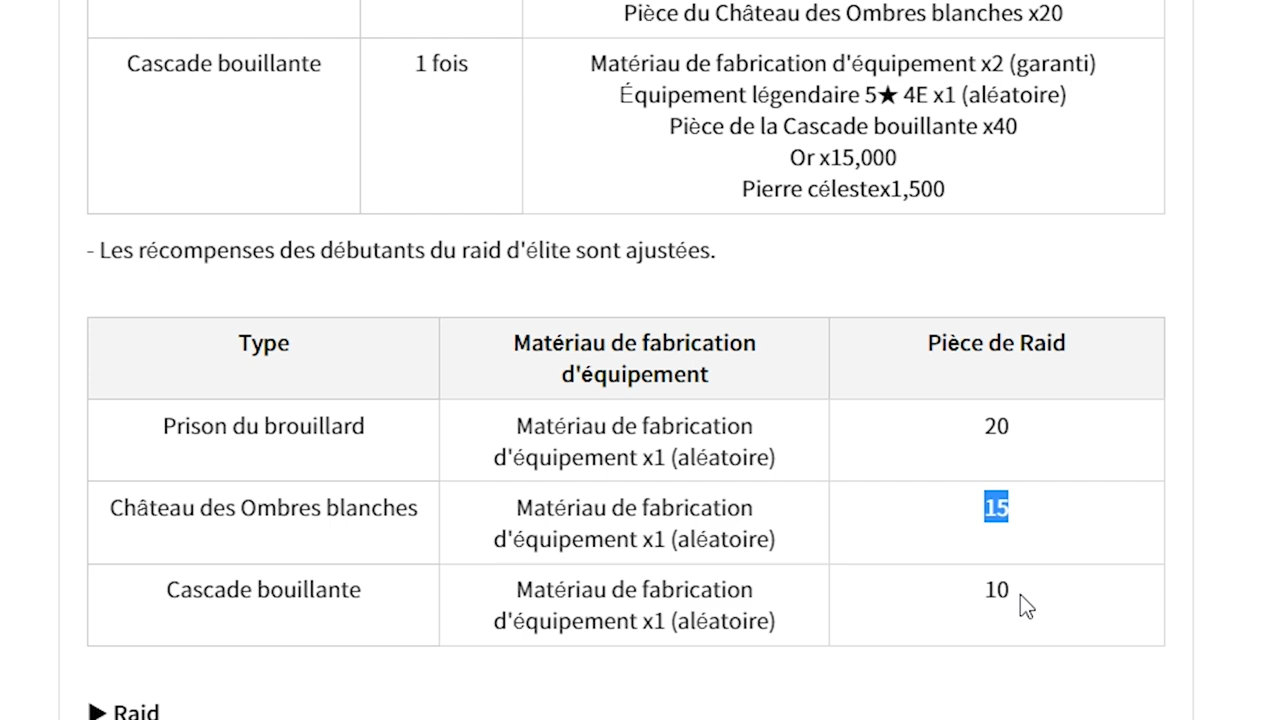 Pièce du Château des Ombres blanches x20
Cascade bouillante
1 fois
Matériau de fabrication d'équipement x2 (garanti)
Équipement légendaire 5★ 4E x1 (aléatoire)
Pièce de la Cascade bouillante x40
Or x15,000
Pierre célestex1,500
- Les récompenses des débutants du raid d'élite sont ajustées.
Type
Matériau de fabrication
d'équipement
Pièce de Raid
Prison du brouillard
Matériau de fabrication
d'équipement x1 (aléatoire)
20
Château des Ombres blanches
Matériau de fabrication
d'équipement x1 (aléatoire)
15
Cascade bouillante
Matériau de fabrication
d'équipement x1 (aléatoire)
10
▶ Raid